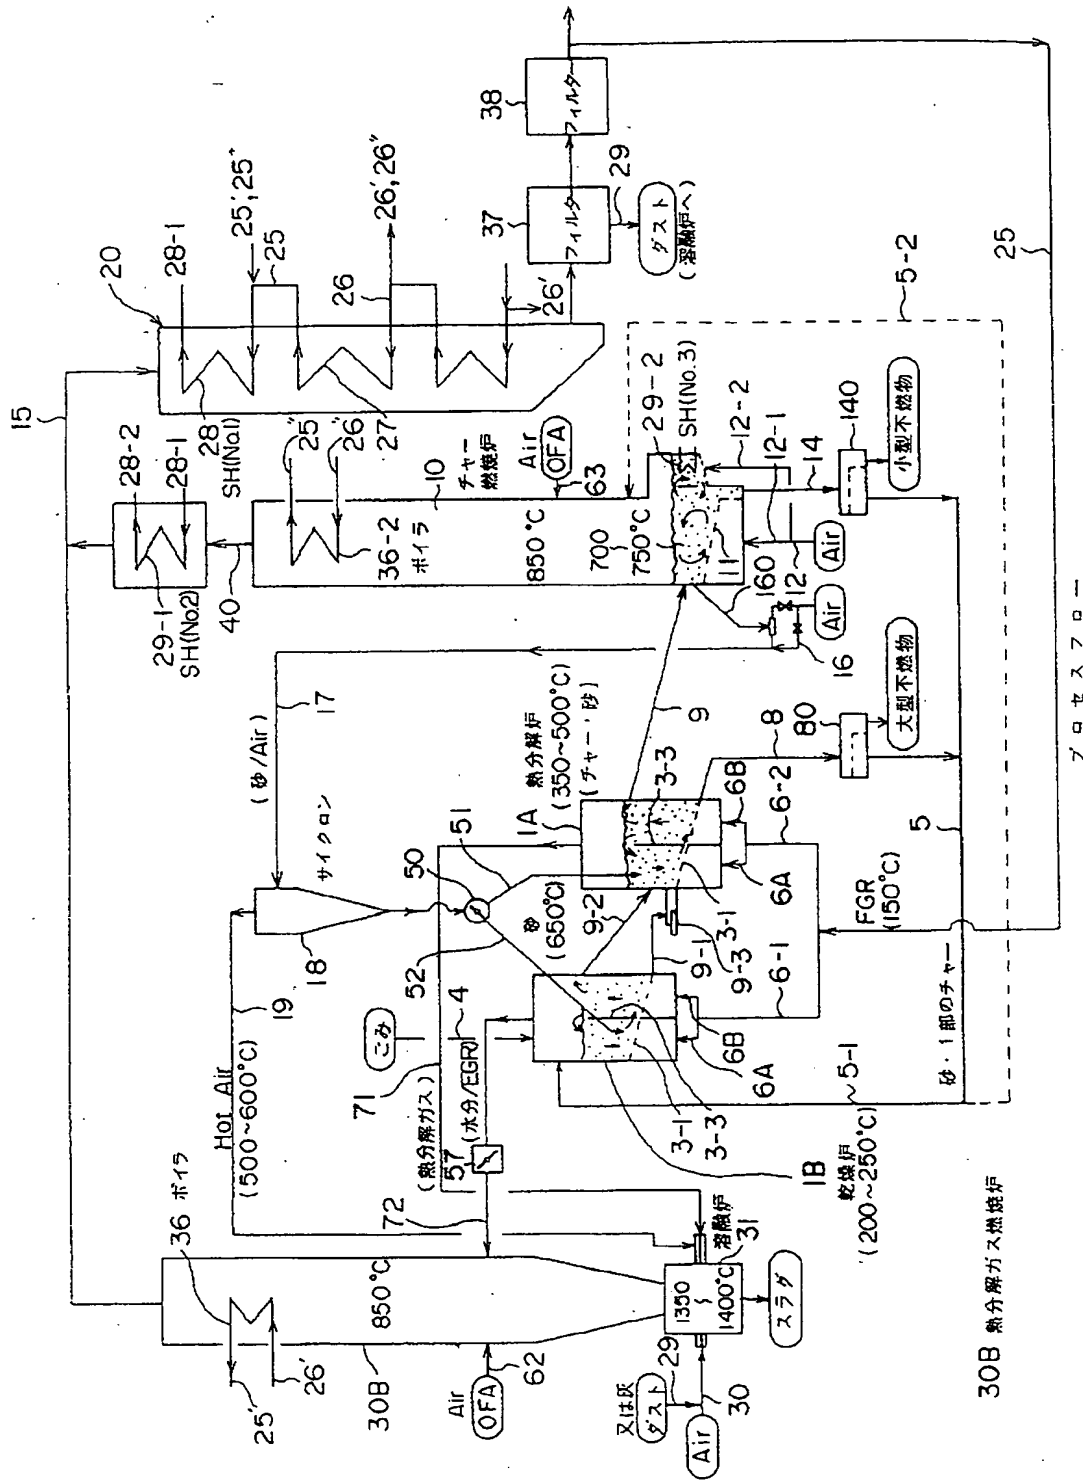 15
29-1
SH(No2)
28-2
28-1
40
20
28-1
28
SH(No.1)
25', 25"
25
26
27
26', 26"
26'
37
フィルタ
38
フィルタ
29
ダスト
(溶融炉へ)
25
5-2
36 ボイラ
25'
26'
30B
850°C
Air
OFA
62
Hot Air
(500~600°C)
19
17
(砂/Air)
サイクロン
18
25"
26"
36-2
ボイラ
10
チャー
燃焼炉
850°C
Air
OFA
63
700
750°C
11
29-2
SH(No.3)
12-2
12-1
14
140
小型不燃物
12
Air
160
16
Air
50
51
52
砂
(650°C)
1A
熱分解炉
(350~500°C)
(チャー・砂)
9
3-3
3-1
9-2
9-3
9-1
6A
6B
6-2
8
80
大型不燃物
5
FGR
(150°C)
6-1
ごみ
4
71
(熱分解ガス)
(水分/EGR)
57
72
3-1
3-3
6A
6B
1B
乾燥炉
(200~250°C)
5-1
砂・1部のチャー
溶融炉
31
1350
~
1400°C
スラグ
又は灰
ダスト
29
30
Air
30B 熱分解ガス燃焼炉
プロセスフロー